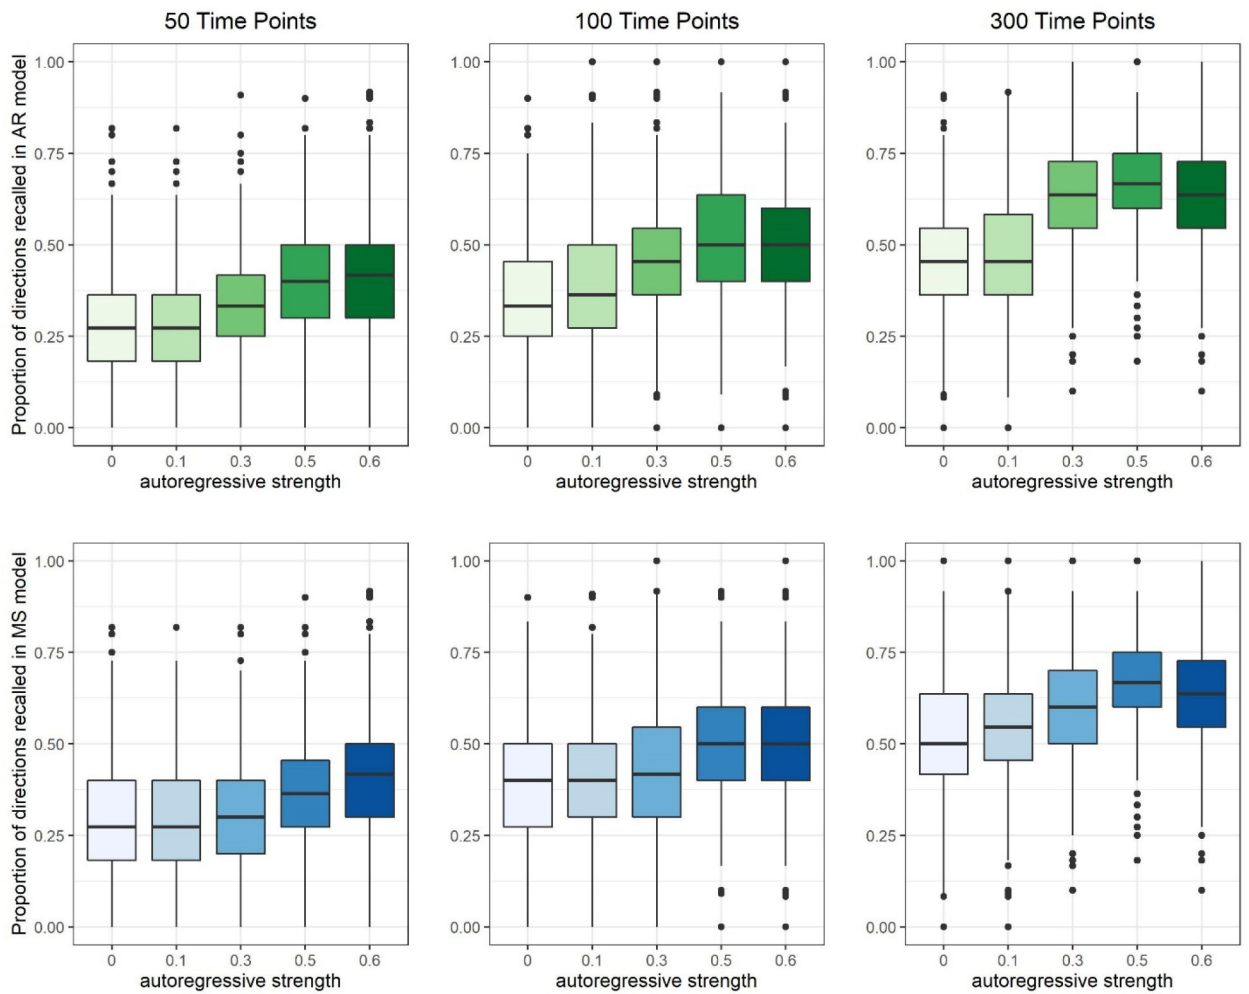 50 Time Points
100 Time Points
300 Time Points
Proportion of directions recalled in AR model
1.00
0.75
0.50
0.25
0.00
0 0.1 0.3 0.5 0.6
autoregressive strength
1.00
0.75
0.50
0.25
0.00
0 0.1 0.3 0.5 0.6
autoregressive strength
1.00
0.75
0.50
0.25
0.00
0 0.1 0.3 0.5 0.6
autoregressive strength
Proportion of directions recalled in MS model
1.00
0.75
0.50
0.25
0.00
0 0.1 0.3 0.5 0.6
autoregressive strength
1.00
0.75
0.50
0.25
0.00
0 0.1 0.3 0.5 0.6
autoregressive strength
1.00
0.75
0.50
0.25
0.00
0 0.1 0.3 0.5 0.6
autoregressive strength